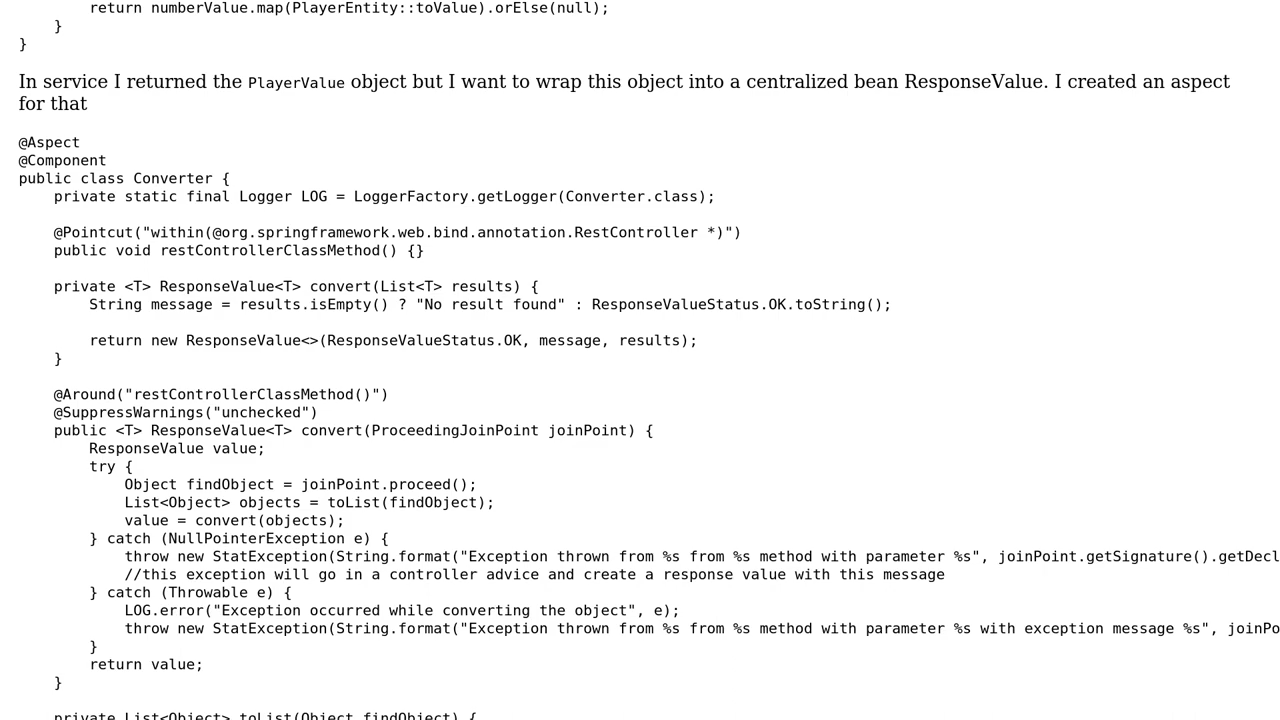 return numberValue.map(PlayerEntity::toValue).orElse(null);
    }
}
In service I returned the PlayerValue object but I want to wrap this object into a centralized bean ResponseValue. I created an aspect
for that
@Aspect
@Component
public class Converter {
    private static final Logger LOG = LoggerFactory.getLogger(Converter.class);
    @Pointcut("within(@org.springframework.web.bind.annotation.RestController *)")
    public void restControllerClassMethod() {}
    private <T> ResponseValue<T> convert(List<T> results) {
        String message = results.isEmpty() ? "No result found" : ResponseValueStatus.OK.toString();
        return new ResponseValue<>(ResponseValueStatus.OK, message, results);
    }
    @Around("restControllerClassMethod()")
    @SuppressWarnings("unchecked")
    public <T> ResponseValue<T> convert(ProceedingJoinPoint joinPoint) {
        ResponseValue value;
        try {
            Object findObject = joinPoint.proceed();
            List<Object> objects = toList(findObject);
            value = convert(objects);
        } catch (NullPointerException e) {
            throw new StatException(String.format("Exception thrown from %s from %s method with parameter %s", joinPoint.getSignature().getDecl
            //this exception will go in a controller advice and create a response value with this message
        } catch (Throwable e) {
            LOG.error("Exception occurred while converting the object", e);
            throw new StatException(String.format("Exception thrown from %s from %s method with parameter %s with exception message %s", joinPo
        }
        return value;
    }
    private List<Object> toList(Object findObject) {